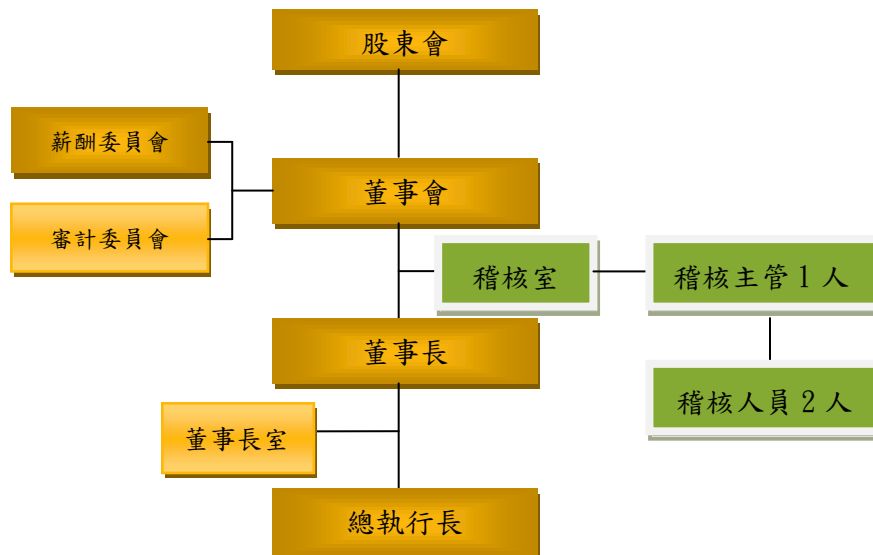 股東會
薪酬委員會
董事會
審計委員會
稽核室
稽核主管1人
董事長
稽核人員2人
董事長室
總執行長